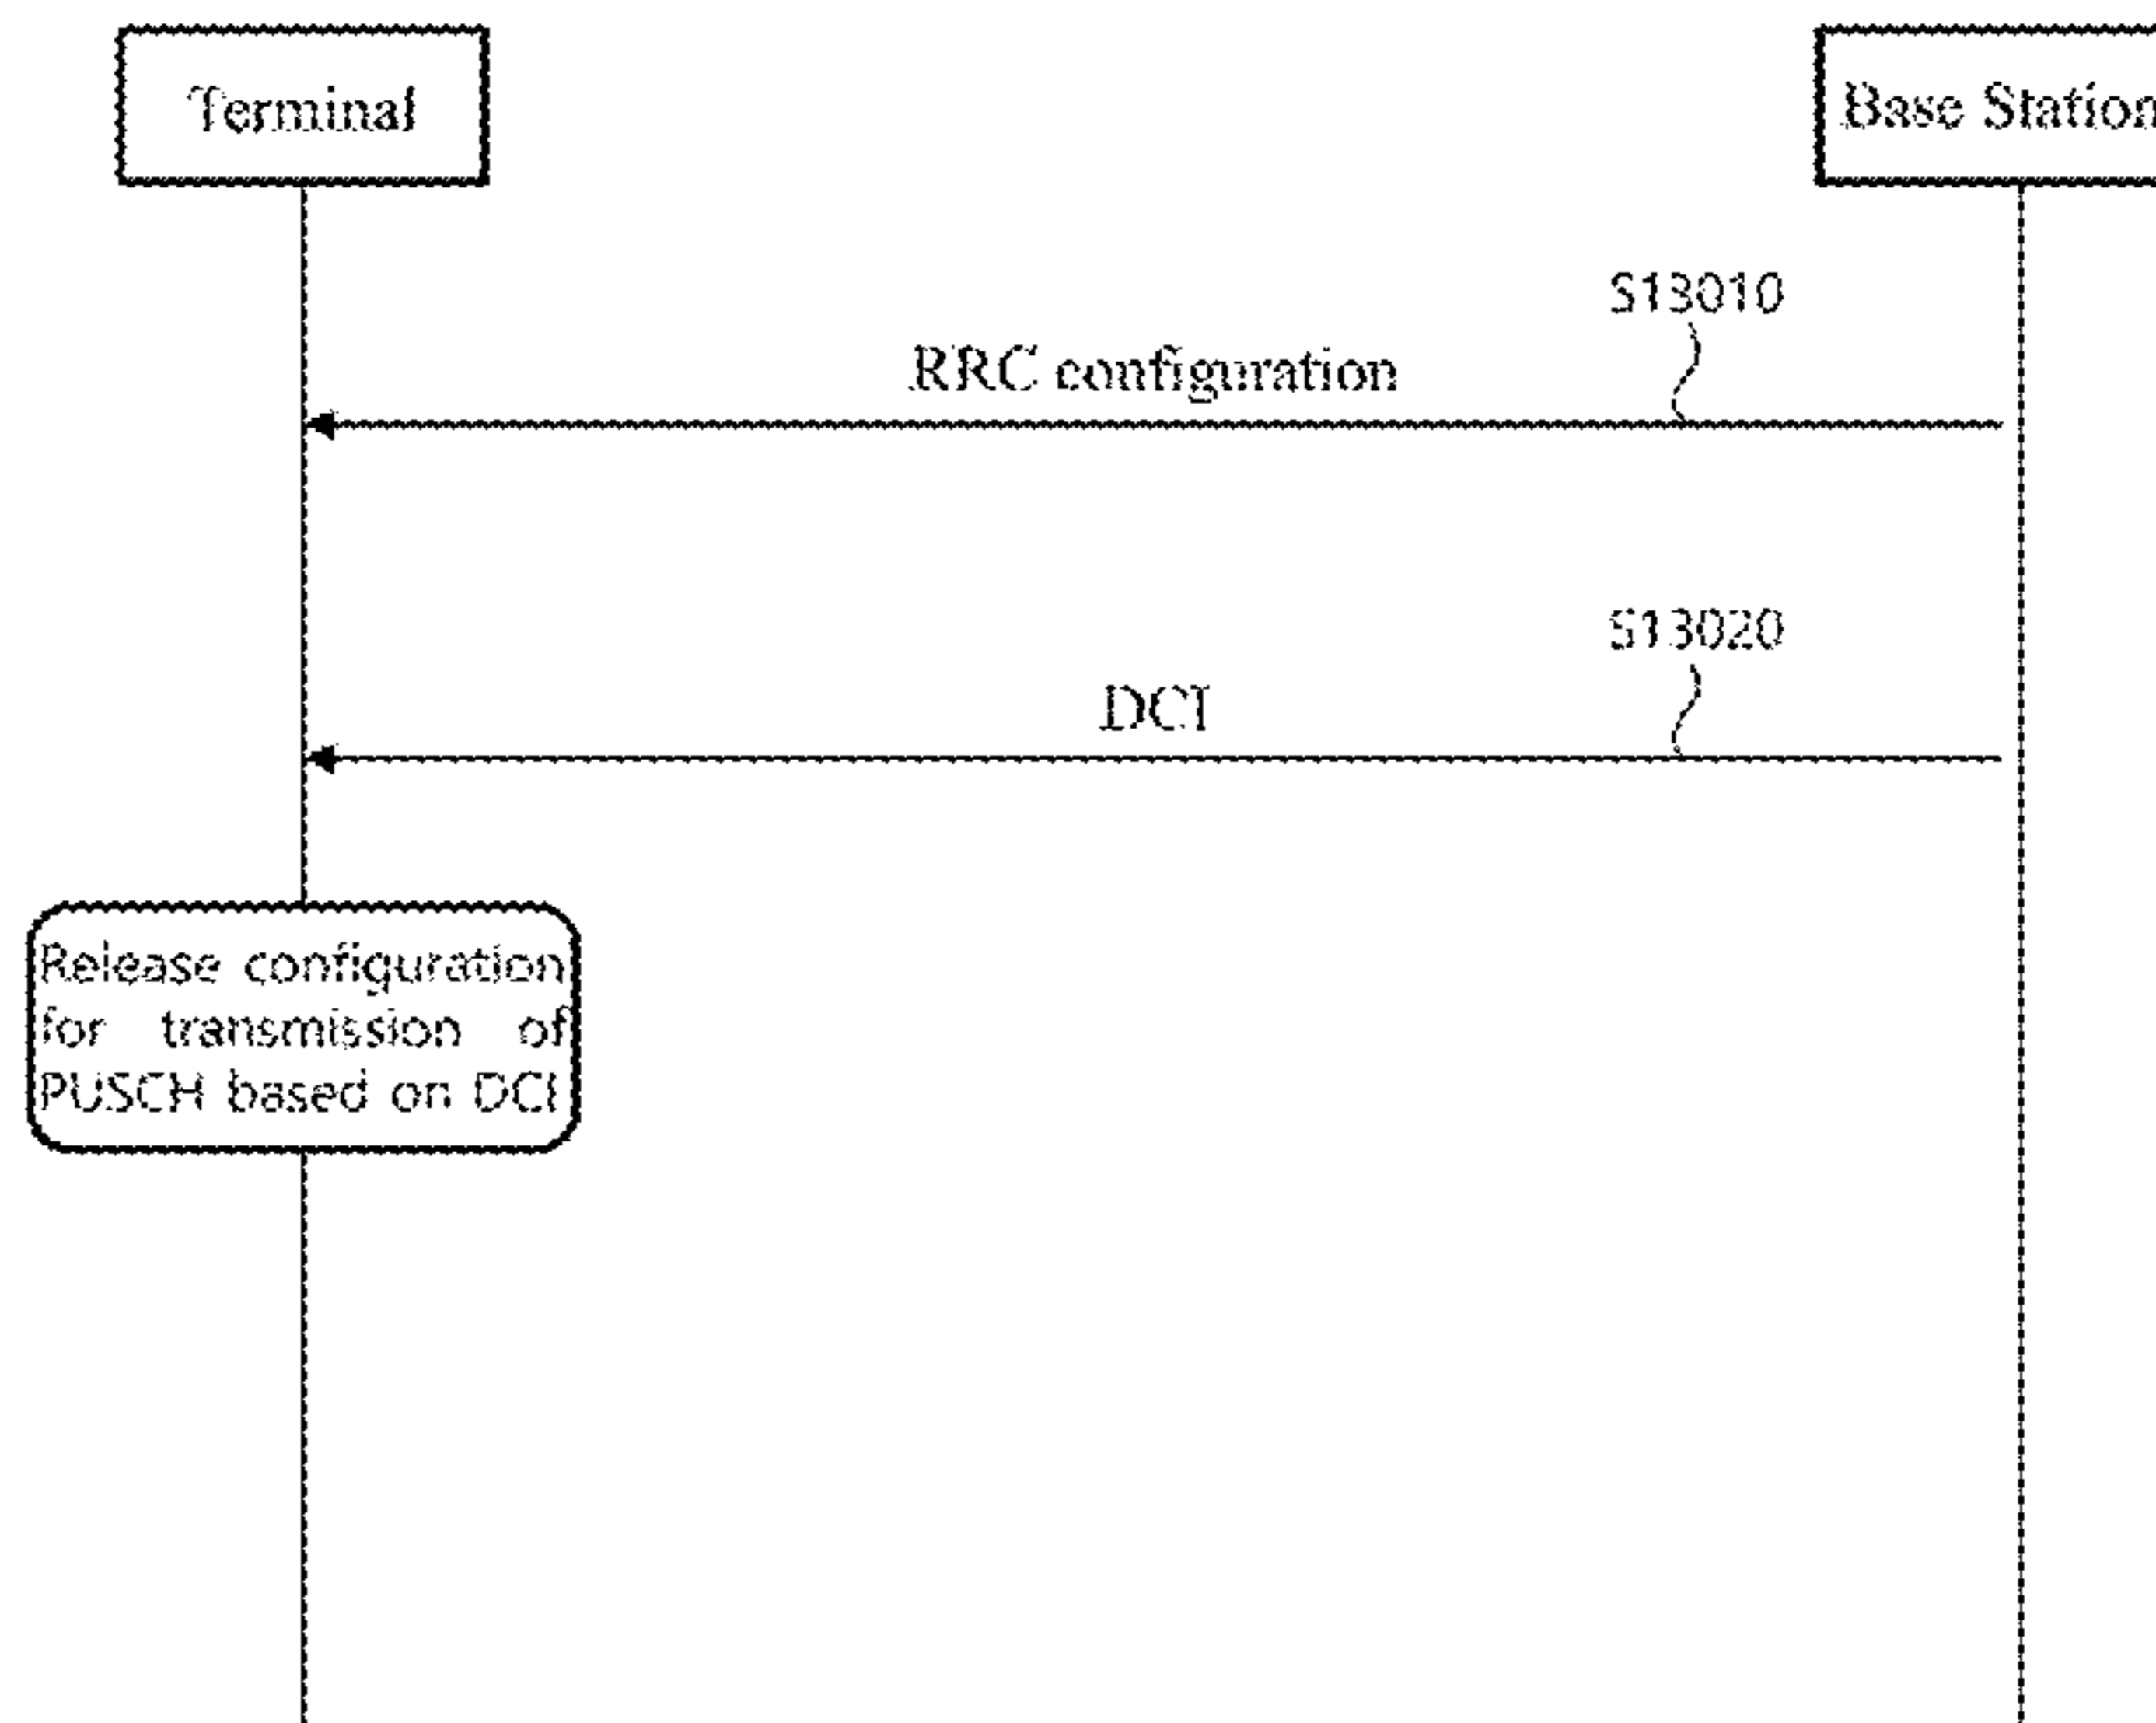 Terminal
Base Station
S13010
RRC configuration
S13020
DCI
Release configuration
for transmission of
PUSCH based on DCI